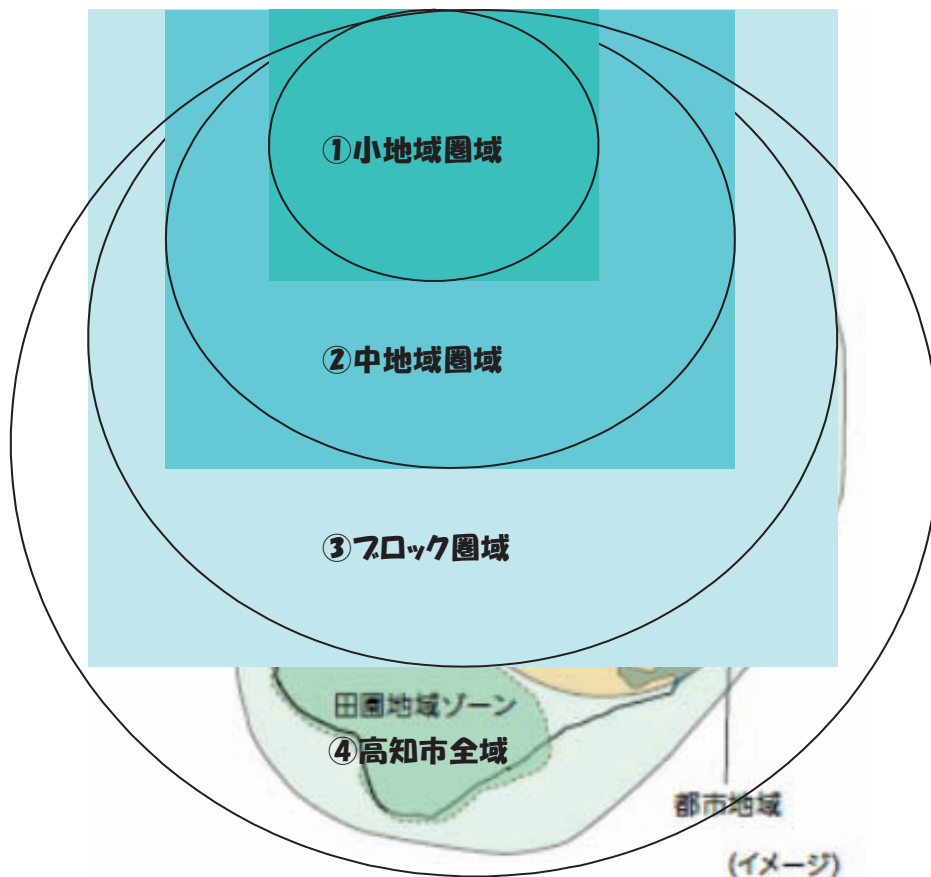 ①小地域圏域
②中地域圏域
③ブロック圏域
田園地域ゾーン
④高知市全域
都市地域
(イメージ)